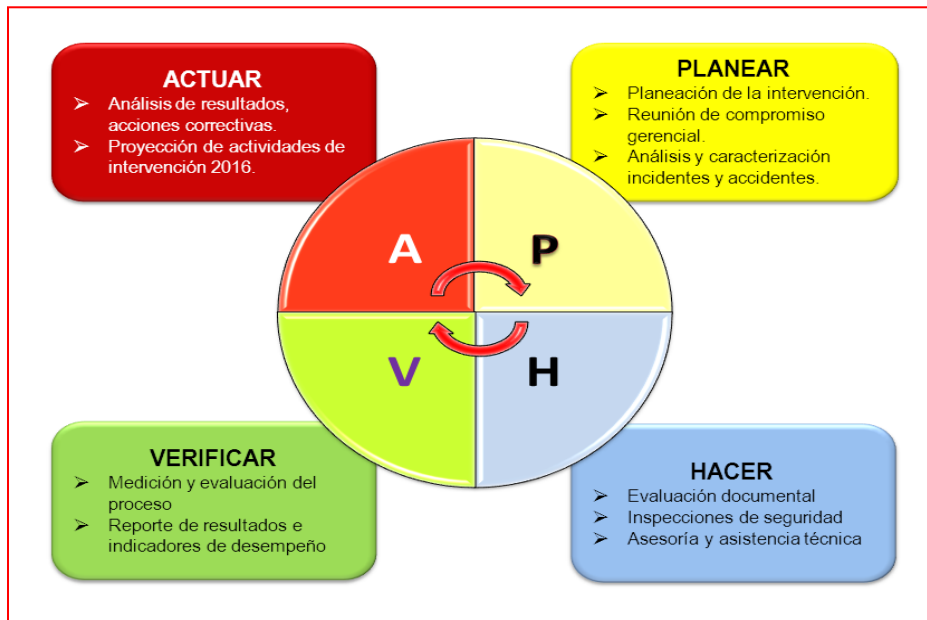 ACTUAR
➢ Análisis de resultados,
acciones correctivas.
➢ Proyección de actividades de
intervención 2016.
PLANEAR
➢ Planeación de la intervención.
➢ Reunión de compromiso
gerencial.
➢ Análisis y caracterización
incidentes y accidentes.
A
P
V
H
VERIFICAR
➢ Medición y evaluación del
proceso
➢ Reporte de resultados e
indicadores de desempeño
HACER
➢ Evaluación documental
➢ Inspecciones de seguridad
➢ Asesoría y asistencia técnica